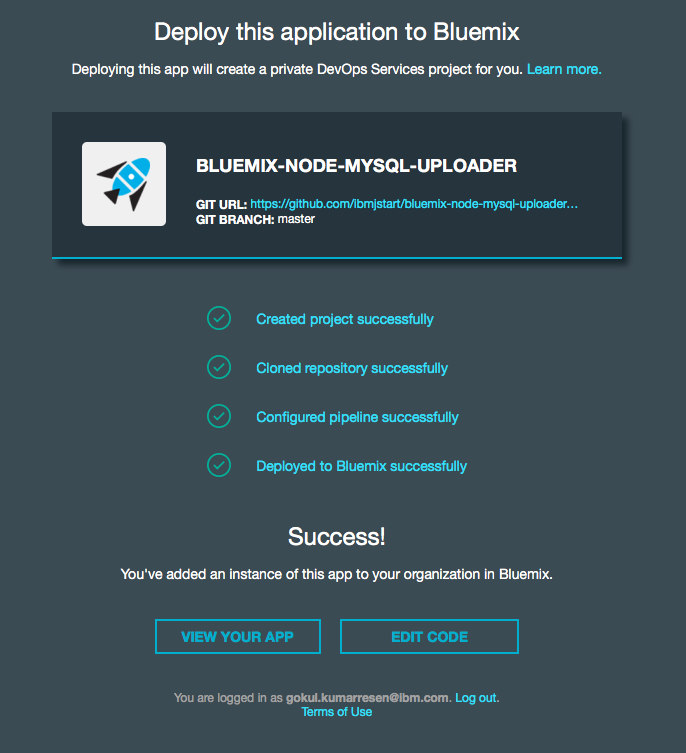 Deploy this application to Bluemix
Deploying this app will create a private DevOps Services project for you. Learn more.
BLUEMIX-NODE-MYSQL-UPLOADER
GIT URL: https://github.com/ibmjstart/bluemix-node-mysql-uploader...
GIT BRANCH: master
Created project successfully
Cloned repository successfully
Configured pipeline successfully
Deployed to Bluemix successfully
Success!
You've added an instance of this app to your organization in Bluemix.
VIEW YOUR APP
EDIT CODE
You are logged in as gokul.kumarresen@ibm.com. Log out.
Terms of Use